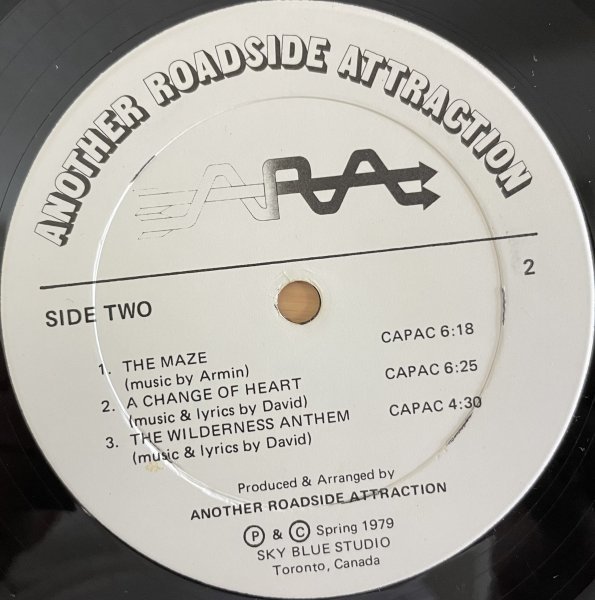 ANOTHER ROADSIDE ATTRACTION
ARA
2
SIDE TWO
1. THE MAZE CAPAC 6:18
(music by Armin)
2. A CHANGE OF HEART CAPAC 6:25
(music & lyrics by David)
3. THE WILDERNESS ANTHEM CAPAC 4:30
(music & lyrics by David)
Produced & Arranged by
ANOTHER ROADSIDE ATTRACTION
Ⓟ & © Spring 1979
SKY BLUE STUDIO
Toronto, Canada